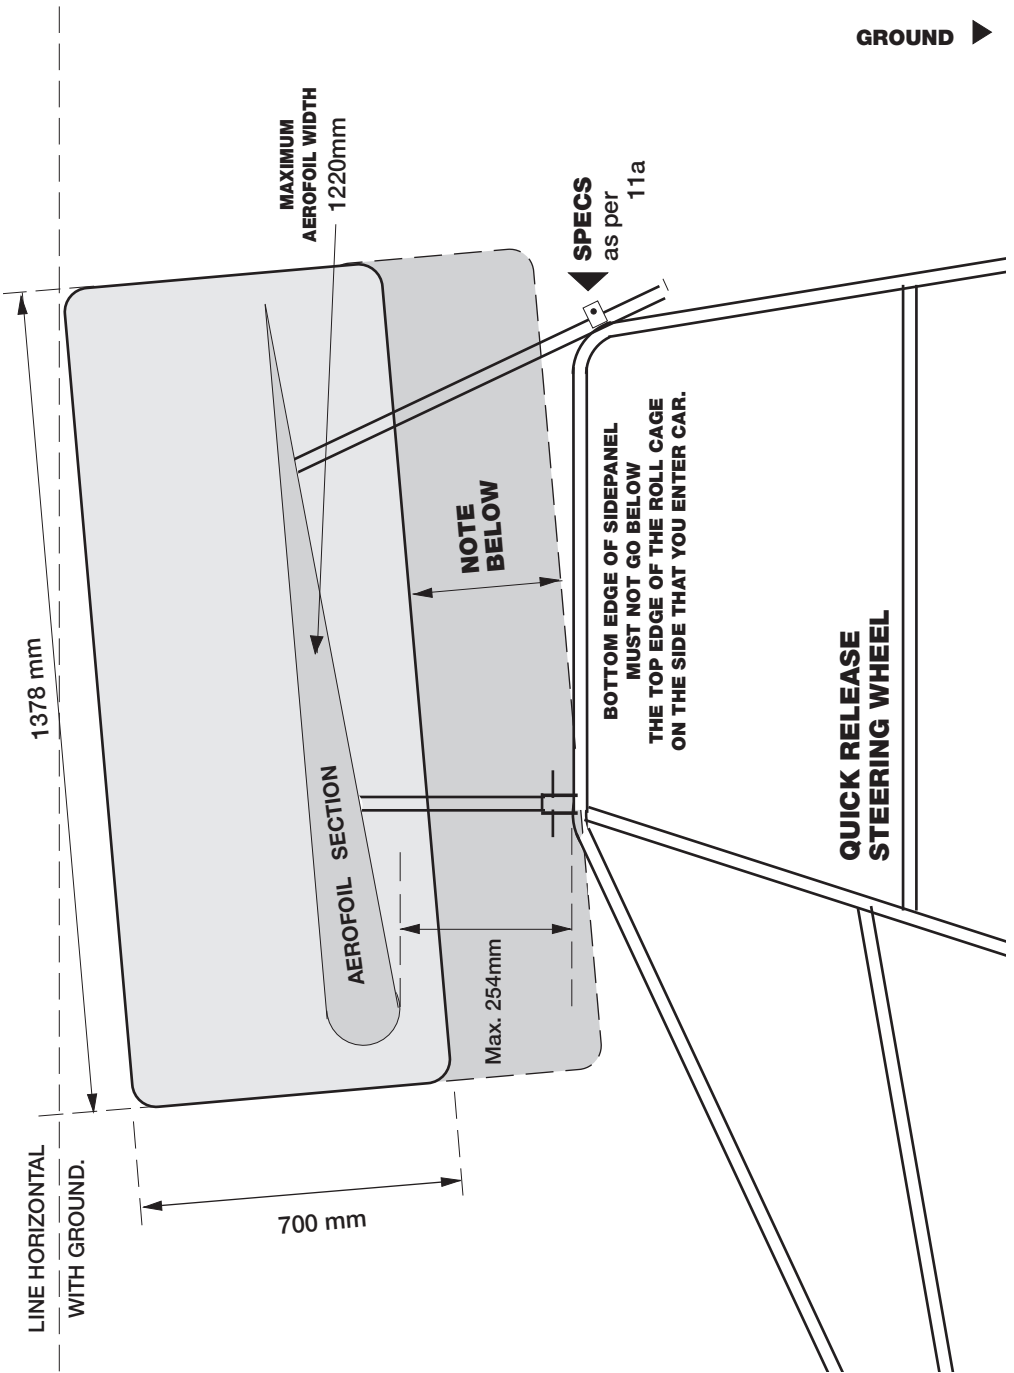 LINE HORIZONTAL
WITH GROUND.
1378 mm
700 mm
MAXIMUM
AEROFOIL WIDTH
1220mm
AEROFOIL SECTION
NOTE
BELOW
Max. 254mm
SPECS
as per
11a
BOTTOM EDGE OF SIDEPANEL
MUST NOT GO BELOW
THE TOP EDGE OF THE ROLL CAGE
ON THE SIDE THAT YOU ENTER CAR.
QUICK RELEASE
STEERING WHEEL
GROUND